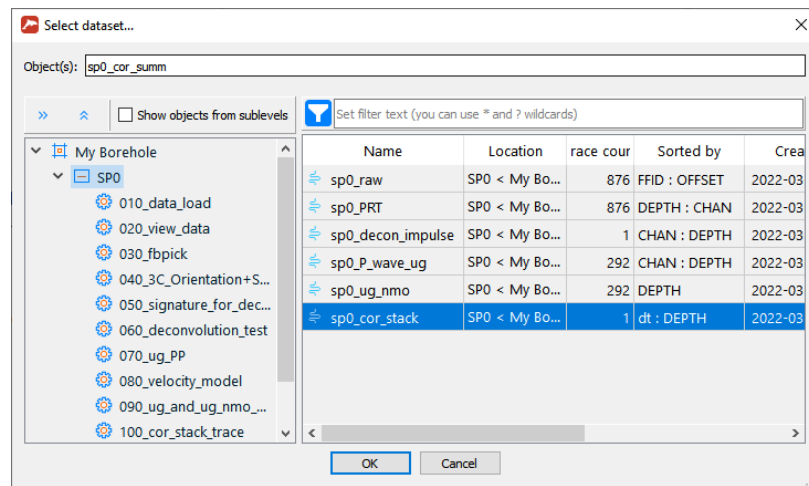 Select dataset...
Object(s): sp0_cor_summ
Show objects from sublevels
Set filter text (you can use * and ? wildcards)
My Borehole
SP0
010_data_load
020_view_data
030_fbpick
040_3C_Orientation+S...
050_signature_for_dec...
060_deconvolution_test
070_ug_PP
080_velocity_model
090_ug_and_ug_nmo_...
100_cor_stack_trace
Name Location race cour Sorted by Crea
sp0_raw SP0 < My Bo... 876 FFID : OFFSET 2022-03
sp0_PRT SP0 < My Bo... 876 DEPTH : CHAN 2022-03
sp0_decon_impulse SP0 < My Bo... 1 CHAN : DEPTH 2022-03
sp0_P_wave_ug SP0 < My Bo... 292 CHAN : DEPTH 2022-03
sp0_ug_nmo SP0 < My Bo... 292 DEPTH 2022-03
sp0_cor_stack SP0 < My Bo... 1 dt : DEPTH 2022-03
OK Cancel